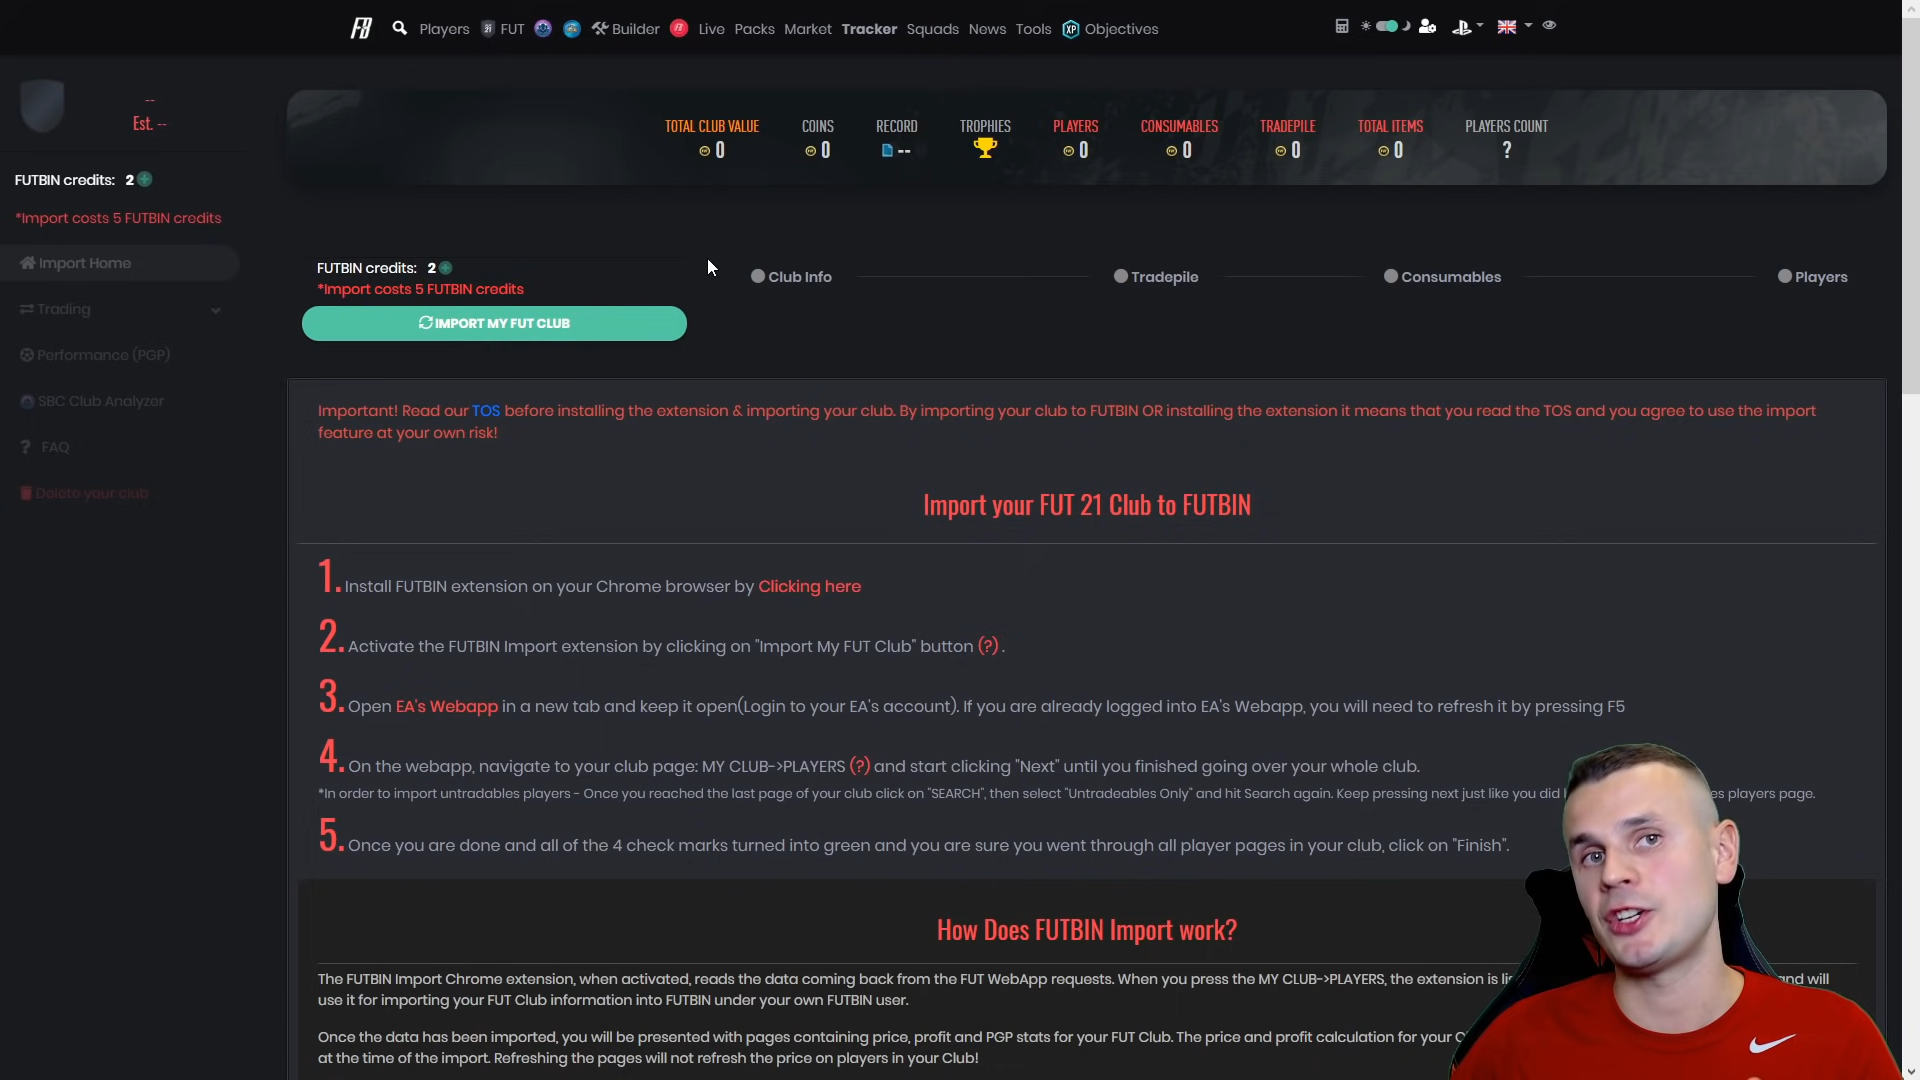 Players FUT Builder Live Packs Market Tracker Squads News Tools XP Objectives
--
Est. --
TOTAL CLUB VALUE COINS RECORD TROPHIES PLAYERS CONSUMABLES TRADEPILE TOTAL ITEMS PLAYERS COUNT
0 0 -- 0 0 0 0 ?
FUTBIN credits: 2
*Import costs 5 FUTBIN credits
Import Home
Trading
Performance (PGP)
SBC Club Analyzer
? FAQ
Delete your club
FUTBIN credits: 2
*Import costs 5 FUTBIN credits
IMPORT MY FUT CLUB
Club Info Tradepile Consumables Players
Important! Read our TOS before installing the extension & importing your club. By importing your club to FUTBIN OR installing the extension it means that you read the TOS and you agree to use the import
feature at your own risk!
Import your FUT 21 Club to FUTBIN
1. Install FUTBIN extension on your Chrome browser by Clicking here
2. Activate the FUTBIN Import extension by clicking on "Import My FUT Club" button (?) .
3. Open EA's Webapp in a new tab and keep it open(Login to your EA's account). If you are already logged into EA's Webapp, you will need to refresh it by pressing F5
4. On the webapp, navigate to your club page: MY CLUB->PLAYERS (?) and start clicking "Next" until you finished going over your whole club.
*In order to import untradables players - Once you reached the last page of your club click on "SEARCH", then select "Untradeables Only" and hit Search again. Keep pressing next just like you did players page.
5. Once you are done and all of the 4 check marks turned into green and you are sure you went through all player pages in your club, click on "Finish".
How Does FUTBIN Import work?
The FUTBIN Import Chrome extension, when activated, reads the data coming back from the FUT WebApp requests. When you press the MY CLUB->PLAYERS, the extension is and will
use it for importing your FUT Club information into FUTBIN under your own FUTBIN user.
Once the data has been imported, you will be presented with pages containing price, profit and PGP stats for your FUT Club. The price and profit calculation for your
at the time of the import. Refreshing the pages will not refresh the price on players in your Club!